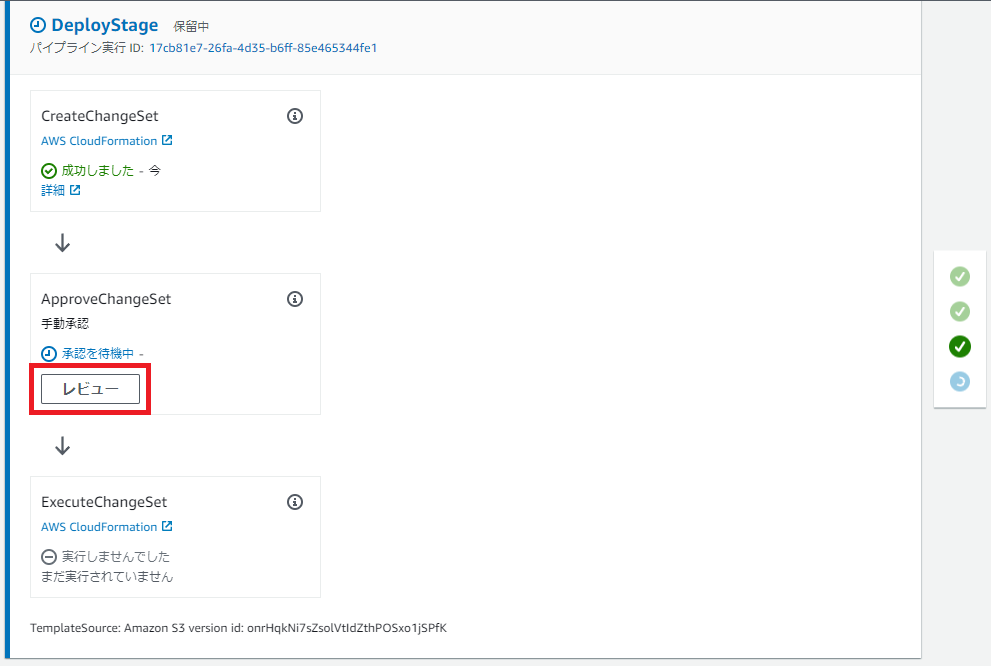 DeployStage 保留中
パイプライン実行 ID: 17cb81e7-26fa-4d35-b6ff-85e465344fe1
CreateChangeSet
AWS CloudFormation
成功しました - 今
詳細
ApproveChangeSet
手動承認
承認を待機中 -
レビュー
ExecuteChangeSet
AWS CloudFormation
実行しませんでした
まだ実行されていません
TemplateSource: Amazon S3 version id: onrHqkNi7sZsolVtIdZthPOSxo1jSPfK